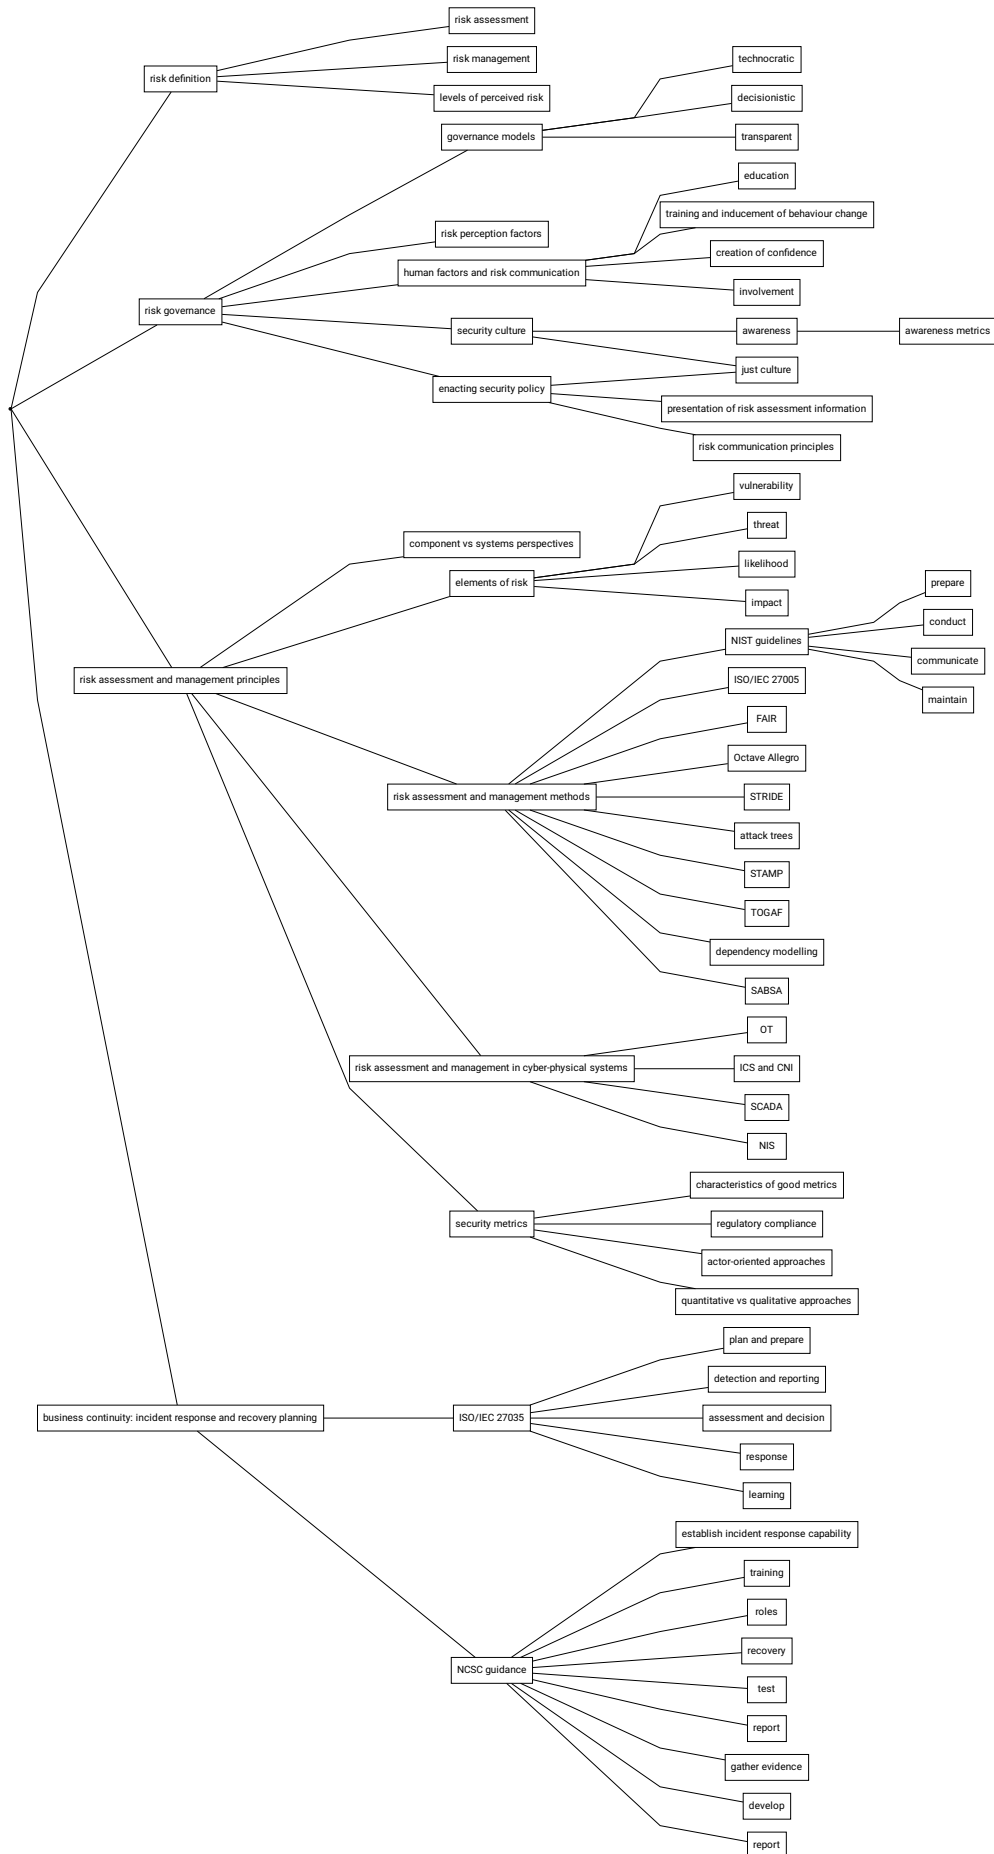 risk assessment
risk management
risk definition
levels of perceived risk
technocratic
decisionistic
governance models
transparent
education
training and inducement of behaviour change
risk perception factors
creation of confidence
human factors and risk communication
involvement
risk governance
security culture
awareness
awareness metrics
just culture
enacting security policy
presentation of risk assessment information
risk communication principles
vulnerability
threat
component vs systems perspectives
likelihood
elements of risk
prepare
impact
conduct
NIST guidelines
communicate
risk assessment and management principles
ISO/IEC 27005
maintain
FAIR
Octave Allegro
risk assessment and management methods
STRIDE
attack trees
STAMP
TOGAF
dependency modelling
SABSA
OT
risk assessment and management in cyber-physical systems
ICS and CNI
SCADA
NIS
characteristics of good metrics
security metrics
regulatory compliance
actor-oriented approaches
quantitative vs qualitative approaches
plan and prepare
detection and reporting
business continuity: incident response and recovery planning
ISO/IEC 27035
assessment and decision
response
learning
establish incident response capability
training
roles
recovery
NCSC guidance
test
report
gather evidence
develop
report